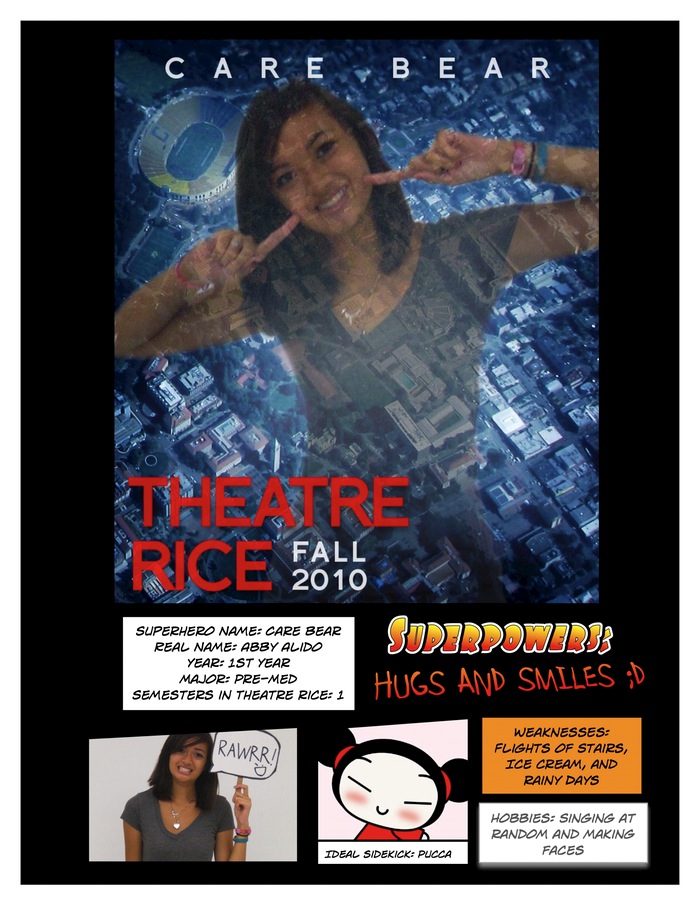 CARE BEAR
THEATRE
RICE
FALL
2010
SUPERHERO NAME: CARE BEAR
REAL NAME: ABBY ALIDO
YEAR: 1ST YEAR
MAJOR: PRE-MED
SEMESTERS IN THEATRE RICE: 1
SUPERPOWERS:
HUGS AND SMILES ;D
RAWRR!
WEAKNESSES:
FLIGHTS OF STAIRS,
ICE CREAM, AND
RAINY DAYS
IDEAL SIDEKICK: PUCCA
HOBBIES: SINGING AT
RANDOM AND MAKING
FACES